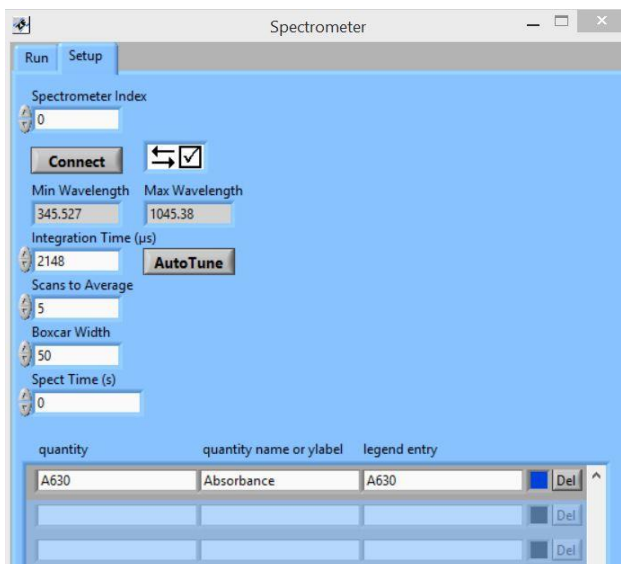 Spectrometer
Run Setup
Spectrometer Index
0
Connect
Min Wavelength Max Wavelength
345.527 1045.38
Integration Time (µs)
2148 AutoTune
Scans to Average
5
Boxcar Width
50
Spect Time (s)
0
quantity quantity name or ylabel legend entry
A630 Absorbance A630 Del
Del
Del